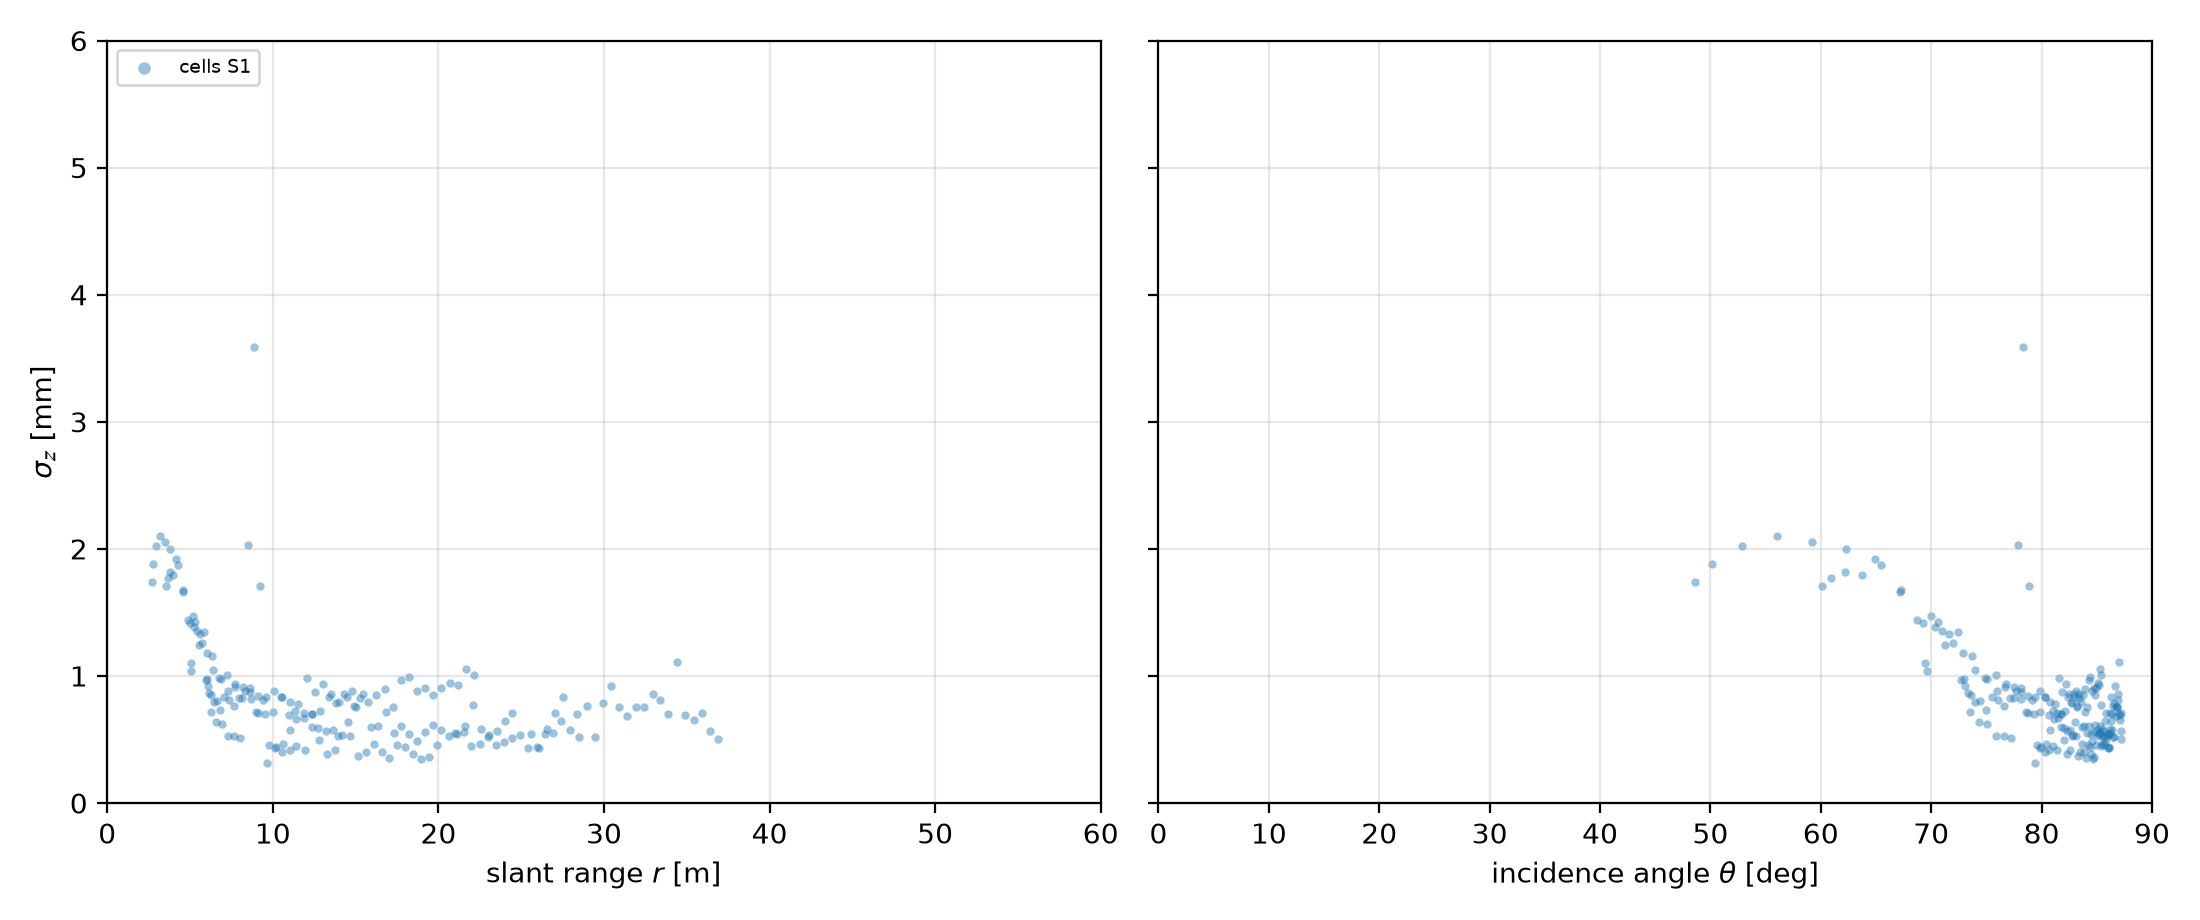 6
5
4
3
2
1
0
σz [mm]
cells S1
0 10 20 30 40 50 60
slant range r [m]
0 10 20 30 40 50 60 70 80 90
incidence angle θ [deg]